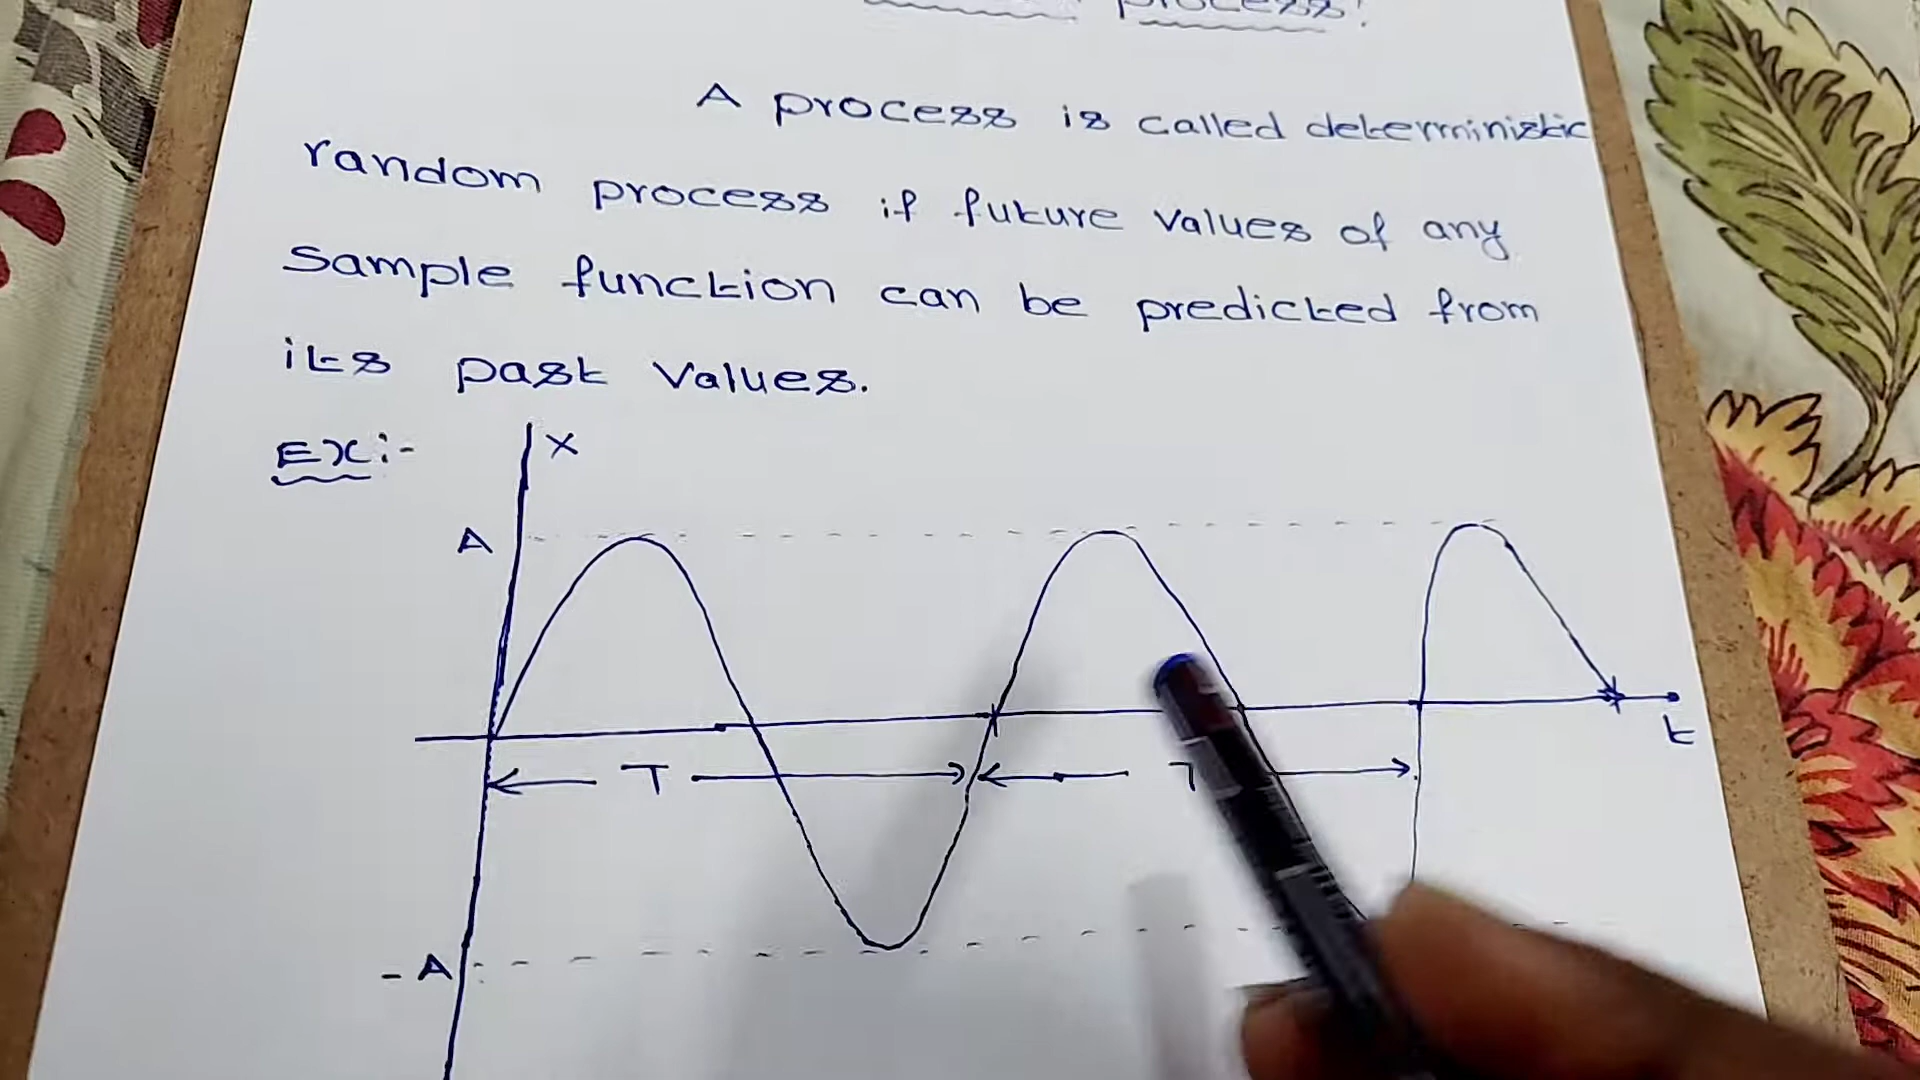 process:
A process is called deterministic
random process if future values of any
sample function can be predicted from
its past values.
EX:-
X
A
t
T
T
- A